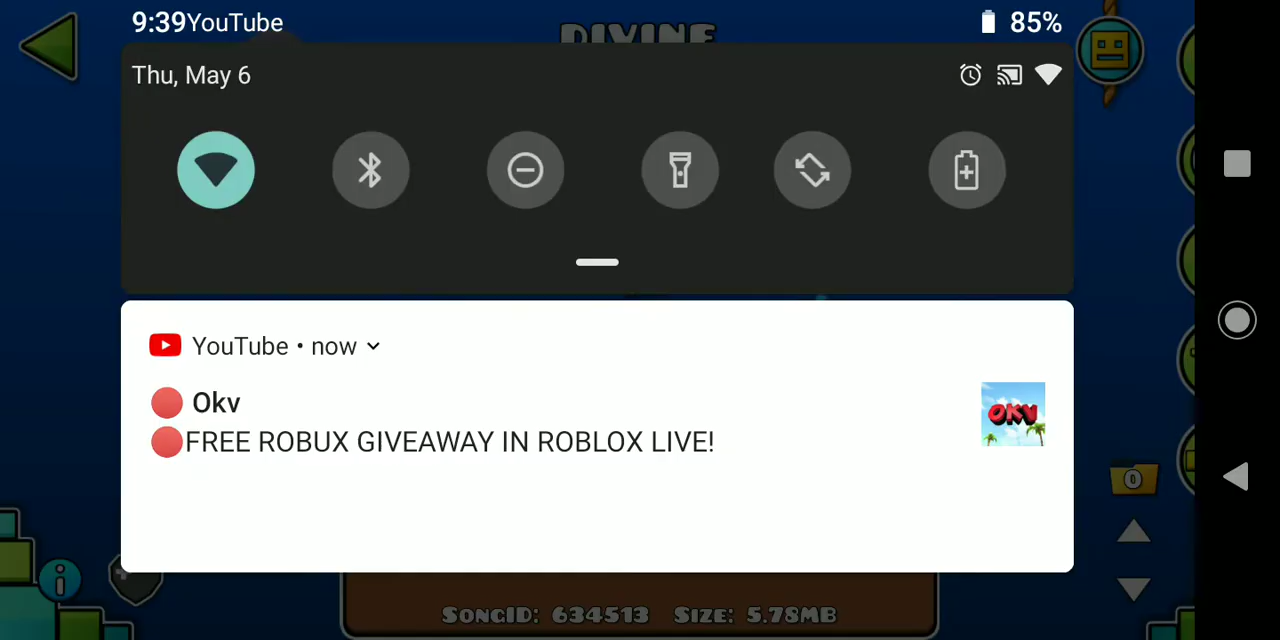 9:39YouTube
85%
DIVINE
Thu, May 6
YouTube • now
Okv
OKV
FREE ROBUX GIVEAWAY IN ROBLOX LIVE!
0
SongID: 634513 Size: 5.78MB